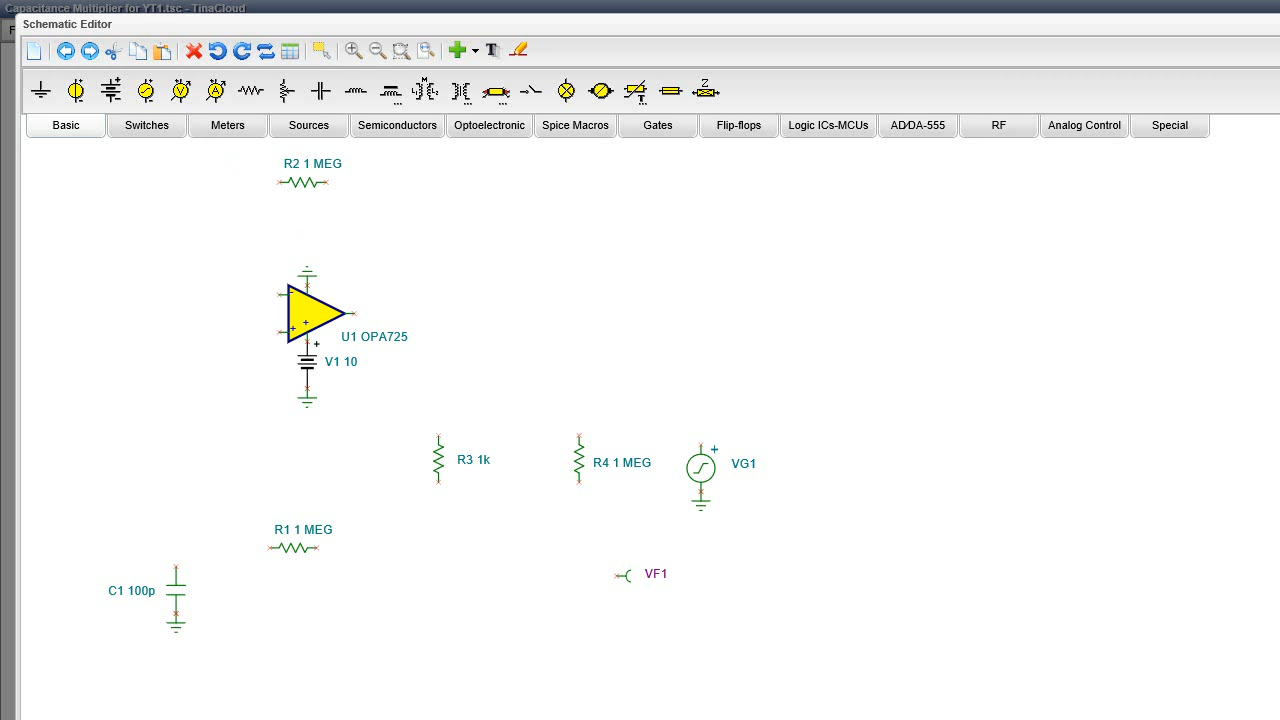 Capacitance Multiplier for YT1.tsc - TinaCloud
F
Schematic Editor
T
M
T
Z
Basic Switches Meters Sources Semiconductors Optoelectronic Spice Macros Gates Flip-flops Logic ICs-MCUs AD/DA-555 RF Analog Control Special
R2 1 MEG
U1 OPA725
V1 10
R3 1k
R4 1 MEG
VG1
R1 1 MEG
VF1
C1 100p